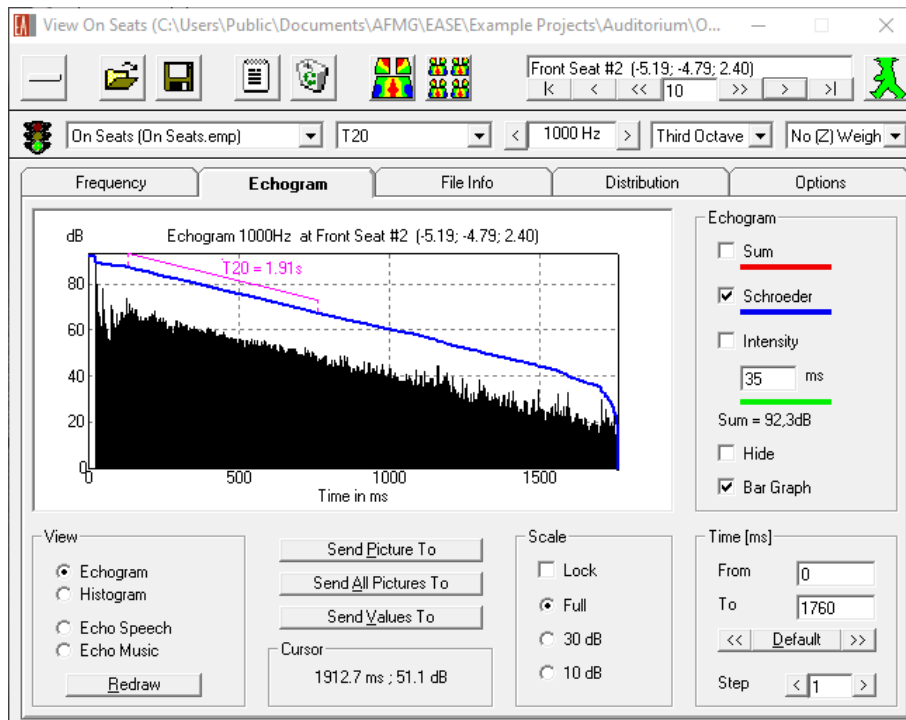 View On Seats (C:\Users\Public\Documents\AFMG\EASE\Example Projects\Auditorium\O...
Front Seat #2 (-5.19; -4.79; 2.40)
|< < << 10 >> > >|
On Seats (On Seats.emp) T20 < 1000 Hz > Third Octave No (Z) Weigh
Frequency Echogram File Info Distribution Options
dB Echogram 1000Hz at Front Seat #2 (-5.19; -4.79; 2.40)
T20 = 1.91s
80
60
40
20
0
0 500 1000 1500
Time in ms
Echogram
Sum
Schroeder
Intensity
35 ms
Sum = 92,3dB
Hide
Bar Graph
View
Echogram
Histogram
Echo Speech
Echo Music
Redraw
Send Picture To
Send All Pictures To
Send Values To
Cursor
1912.7 ms ; 51.1 dB
Scale
Lock
Full
30 dB
10 dB
Time [ms]
From 0
To 1760
<< Default >>
Step < 1 >